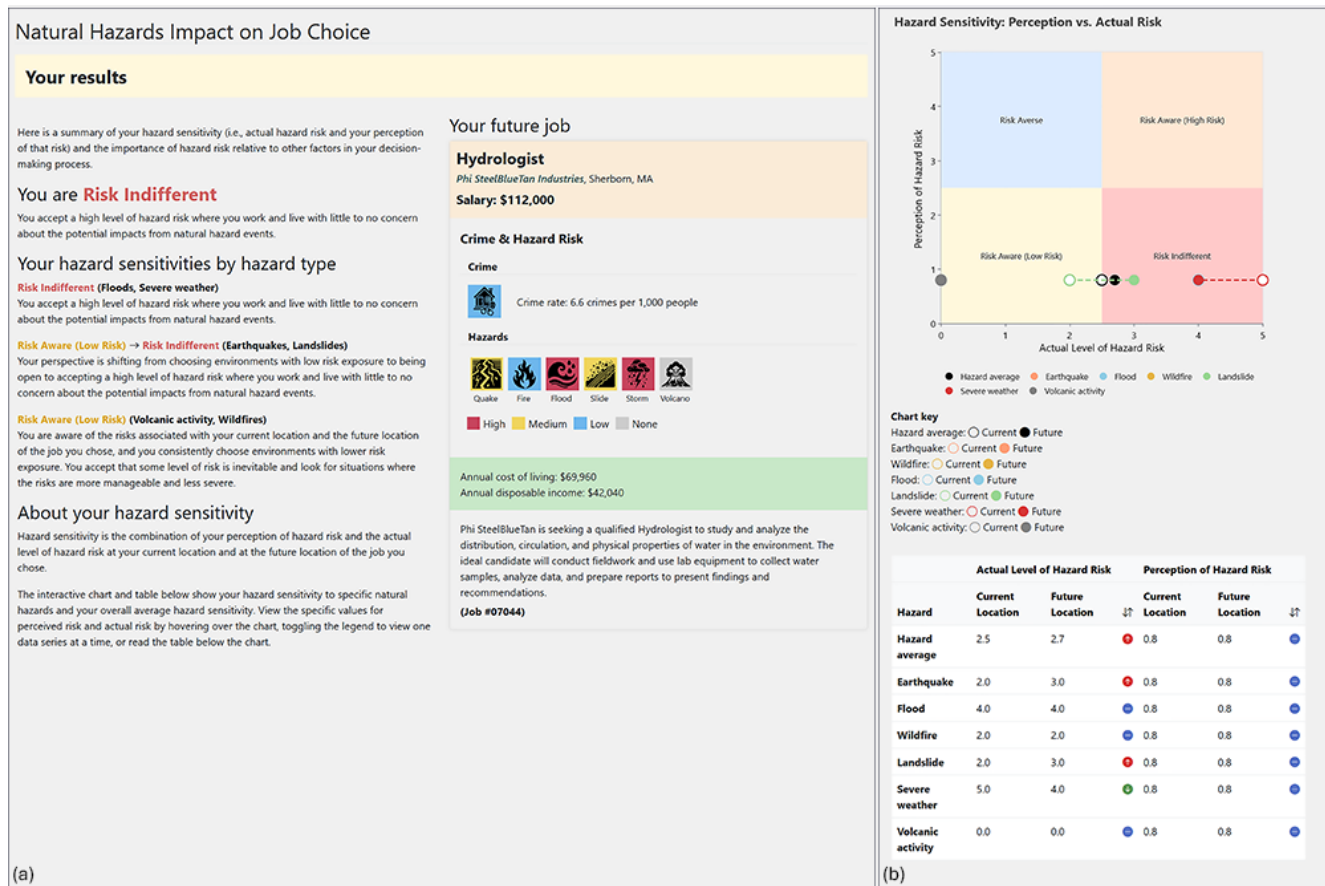 Natural Hazards Impact on Job Choice
Your results
Here is a summary of your hazard sensitivity (i.e., actual hazard risk and your perception
of that risk) and the importance of hazard risk relative to other factors in your decision-
making process.
You are Risk Indifferent
You accept a high level of hazard risk where you work and live with little to no concern
about the potential impacts from natural hazard events.
Your hazard sensitivities by hazard type
Risk Indifferent (Floods, Severe weather)
You accept a high level of hazard risk where you work and live with little to no concern
about the potential impacts from natural hazard events.
Risk Aware (Low Risk) → Risk Indifferent (Earthquakes, Landslides)
Your perspective is shifting from choosing environments with low risk exposure to being
open to accepting a high level of hazard risk where you work and live with little to no
concern about the potential impacts from natural hazard events.
Risk Aware (Low Risk) (Volcanic activity, Wildfires)
You are aware of the risks associated with your current location and the future location
of the job you chose, and you consistently choose environments with lower risk
exposure. You accept that some level of risk is inevitable and look for situations where
the risks are more manageable and less severe.
About your hazard sensitivity
Hazard sensitivity is the combination of your perception of hazard risk and the actual
level of hazard risk at your current location and at the future location of the job you
chose.
The interactive chart and table below show your hazard sensitivity to specific natural
hazards and your overall average hazard sensitivity. View the specific values for
perceived risk and actual risk by hovering over the chart, toggling the legend to view one
data series at a time, or read the table below the chart.
(a)
Your future job
Hydrologist
Phi SteelBlueTan Industries, Sherborn, MA
Salary: $112,000
Crime & Hazard Risk
Crime
Crime rate: 6.6 crimes per 1,000 people
Hazards
Quake Fire Flood Slide Storm Volcano
High Medium Low None
Annual cost of living: $69,960
Annual disposable income: $42,040
Phi SteelBlueTan is seeking a qualified Hydrologist to study and analyze the
distribution, circulation, and physical properties of water in the environment. The
ideal candidate will conduct fieldwork and use lab equipment to collect water
samples, analyze data, and prepare reports to present findings and
recommendations.
(Job #07044)
Hazard Sensitivity: Perception vs. Actual Risk
5
4
3
2
1
0
Perception of Hazard Risk
Risk Averse
Risk Aware (High Risk)
Risk Aware (Low Risk)
Risk Indifferent
0 1 2 3 4 5
Actual Level of Hazard Risk
Hazard average Earthquake Flood Wildfire Landslide
Severe weather Volcanic activity
Chart key
Hazard average: Current Future
Earthquake: Current Future
Wildfire: Current Future
Flood: Current Future
Landslide: Current Future
Severe weather: Current Future
Volcanic activity: Current Future
Actual Level of Hazard Risk Perception of Hazard Risk
Hazard Current Location Future Location Current Location Future Location
Hazard average 2.5 2.7 0.8 0.8
Earthquake 2.0 3.0 0.8 0.8
Flood 4.0 4.0 0.8 0.8
Wildfire 2.0 2.0 0.8 0.8
Landslide 2.0 3.0 0.8 0.8
Severe weather 5.0 4.0 0.8 0.8
Volcanic activity 0.0 0.0 0.8 0.8
(b)